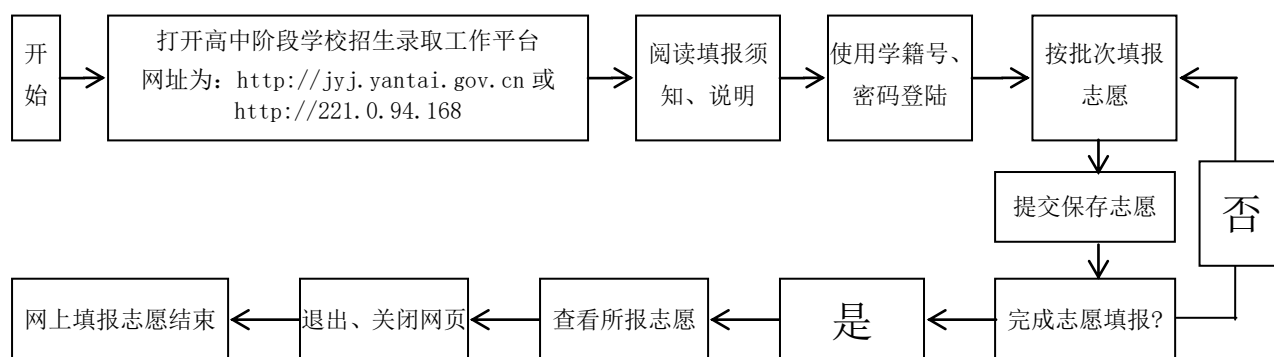 开
始
打开高中阶段学校招生录取工作平台
网址为：http://jyj.yantai.gov.cn 或
http://221.0.94.168
阅读填报须
知、说明
使用学籍号、
密码登陆
按批次填报
志愿
提交保存志愿
否
完成志愿填报?
是
查看所报志愿
退出、关闭网页
网上填报志愿结束